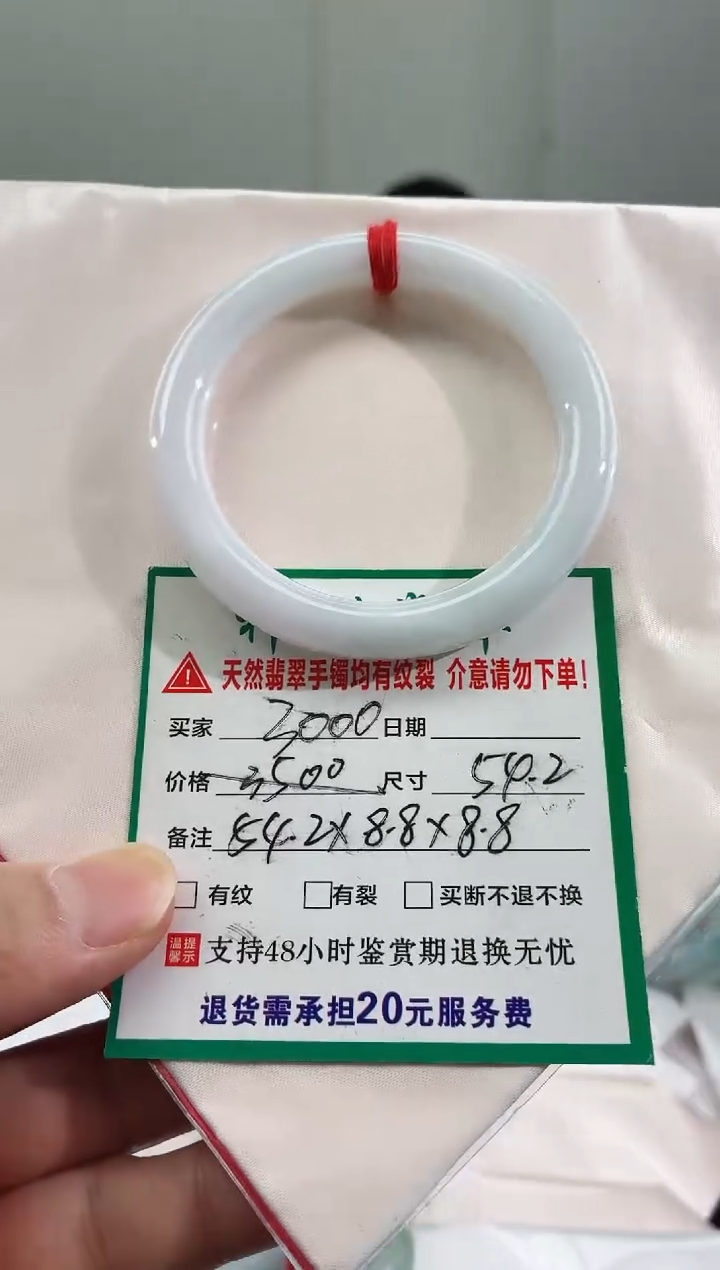 天然翡翠手镯均有纹裂 介意请勿下单!
买家 3000 日期
价格 3500 尺寸 54.2
备注 54.2X8.8X8.8
有纹 有裂 买断不退不换
温馨提示 支持48小时鉴赏期退换无忧
退货需承担20元服务费